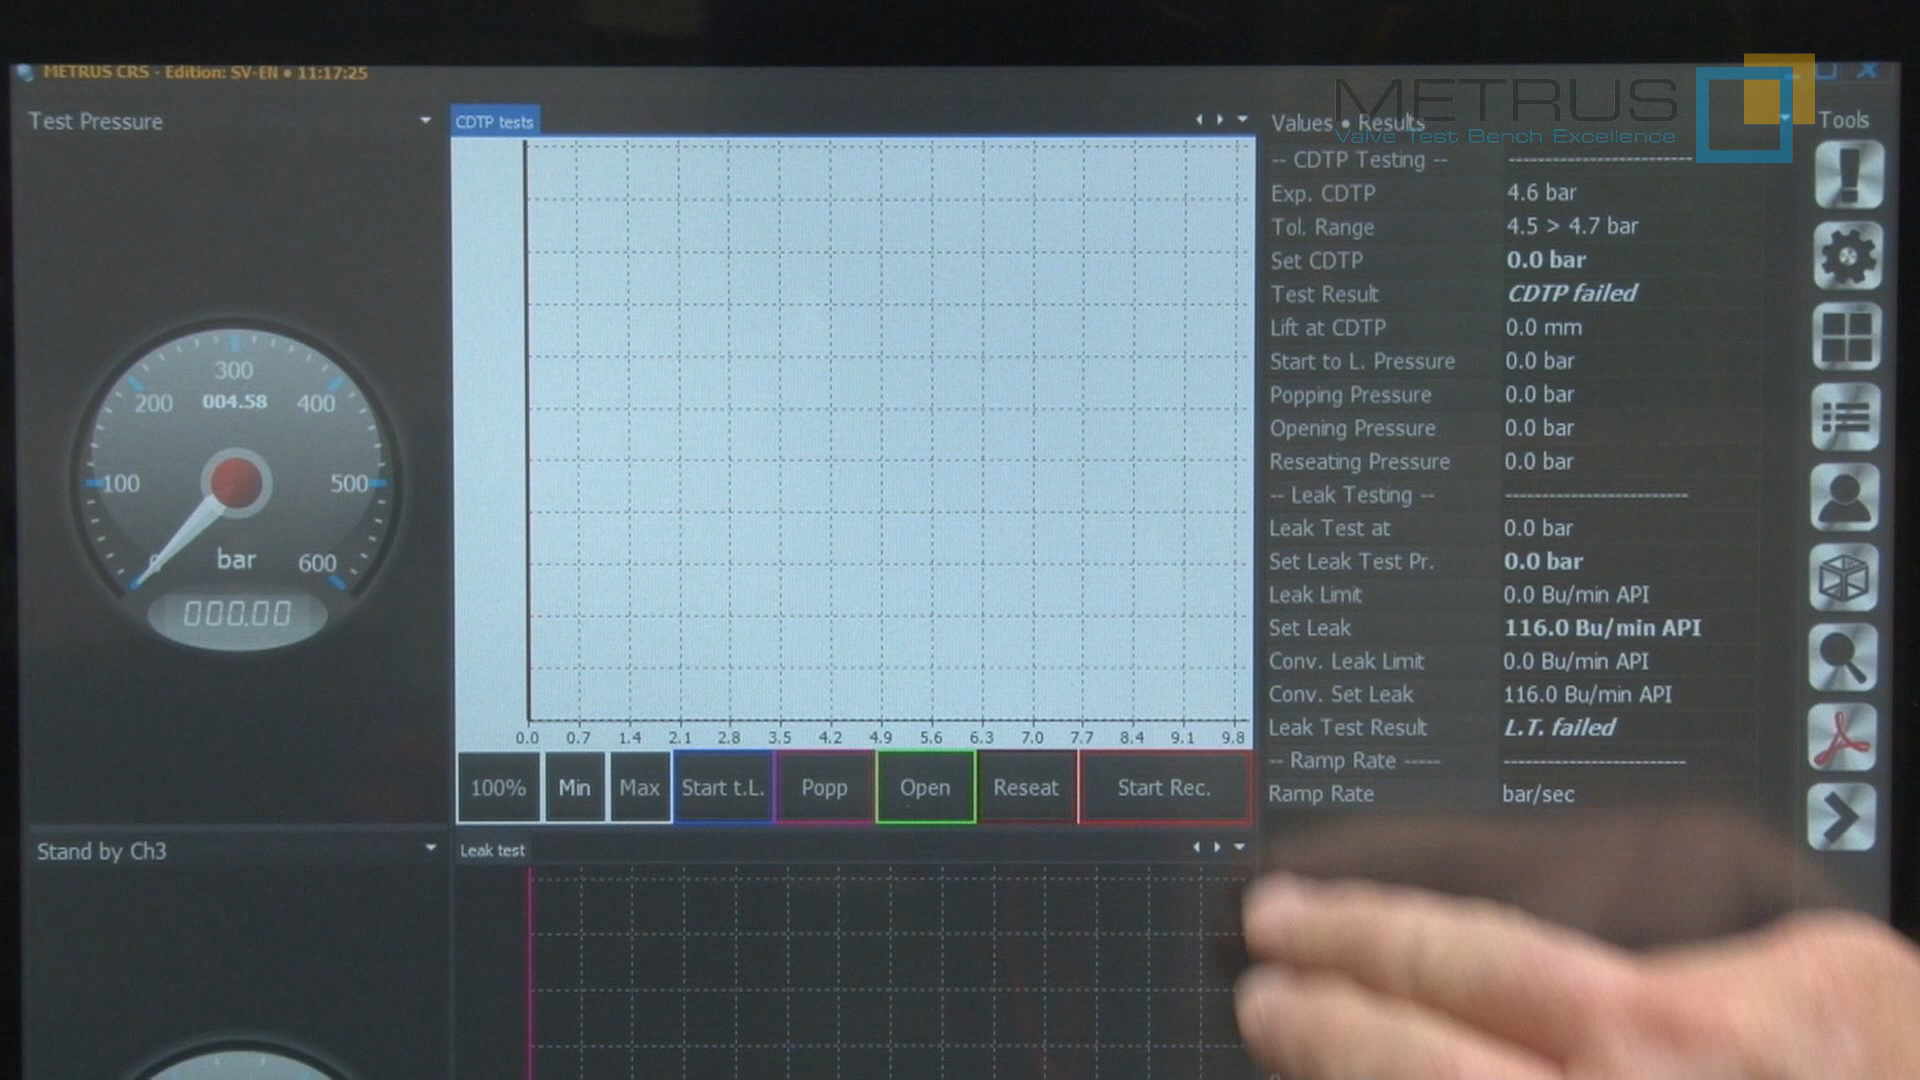 METRUS CRS - Edition: SV-EN • 11:17:25
METRUS
Valve Test Bench Excellence
Test Pressure
300
200
004.58
400
100
500
0
bar
600
000.00
Stand by Ch3
CDTP tests
0.0 0.7 1.4 2.1 2.8 3.5 4.2 4.9 5.6 6.3 7.0 7.7 8.4 9.1 9.8
100% Min Max Start t.L. Popp Open Reseat Start Rec.
Leak test
Values • Results
-- CDTP Testing -- -------------------------
Exp. CDTP 4.6 bar
Tol. Range 4.5 > 4.7 bar
Set CDTP 0.0 bar
Test Result CDTP failed
Lift at CDTP 0.0 mm
Start to L. Pressure 0.0 bar
Popping Pressure 0.0 bar
Opening Pressure 0.0 bar
Reseating Pressure 0.0 bar
-- Leak Testing -- -------------------------
Leak Test at 0.0 bar
Set Leak Test Pr. 0.0 bar
Leak Limit 0.0 Bu/min API
Set Leak 116.0 Bu/min API
Conv. Leak Limit 0.0 Bu/min API
Conv. Set Leak 116.0 Bu/min API
Leak Test Result L.T. failed
-- Ramp Rate ----- -------------------------
Ramp Rate bar/sec
Tools